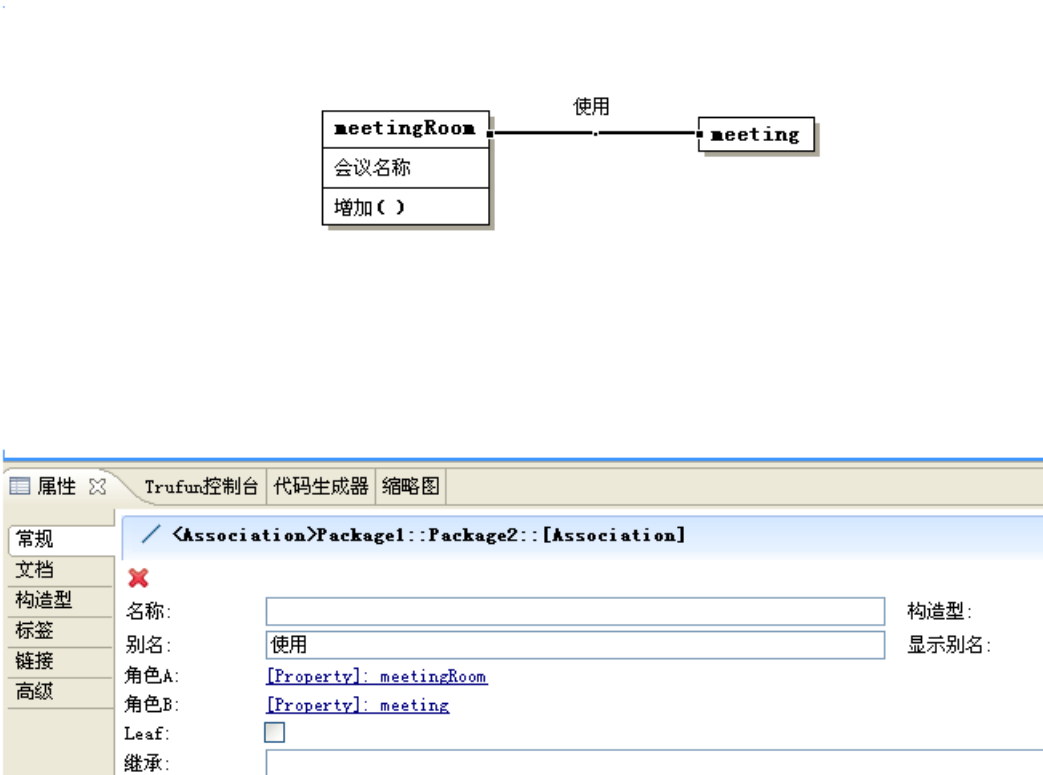 使用
meetingRoom
meeting
会议名称
增加( )
属性 Trufun控制台 代码生成器 缩略图
常规
文档
构造型
标签
链接
高级
<Association>Package1::Package2::[Association]
名称: 构造型:
别名: 使用 显示别名:
角色A: [Property]: meetingRoom
角色B: [Property]: meeting
Leaf:
继承: